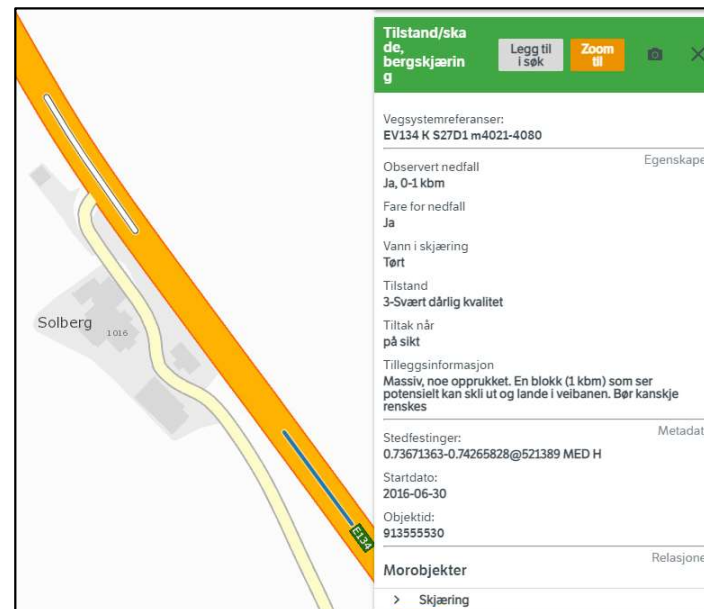 Solberg
1016
E134
Tilstand/ska
de,
bergskjærin
g
Legg til
i søk
Zoom
til
Vegsystemreferanser:
EV134 K S27D1 m4021-4080
Egenskape
Observert nedfall
Ja, 0-1 kbm
Fare for nedfall
Ja
Vann i skjæring
Tørt
Tilstand
3-Svært dårlig kvalitet
Tiltak når
på sikt
Tilleggsinformasjon
Massiv, noe opprukket. En blokk (1 kbm) som ser
potensielt kan skli ut og lande i veibanen. Bør kanskje
renskes
Metadat
Stedfestinger:
0.73671363-0.74265828@521389 MED H
Startdato:
2016-06-30
Objektid:
913555530
Relasjone
Morobjekter
Skjæring